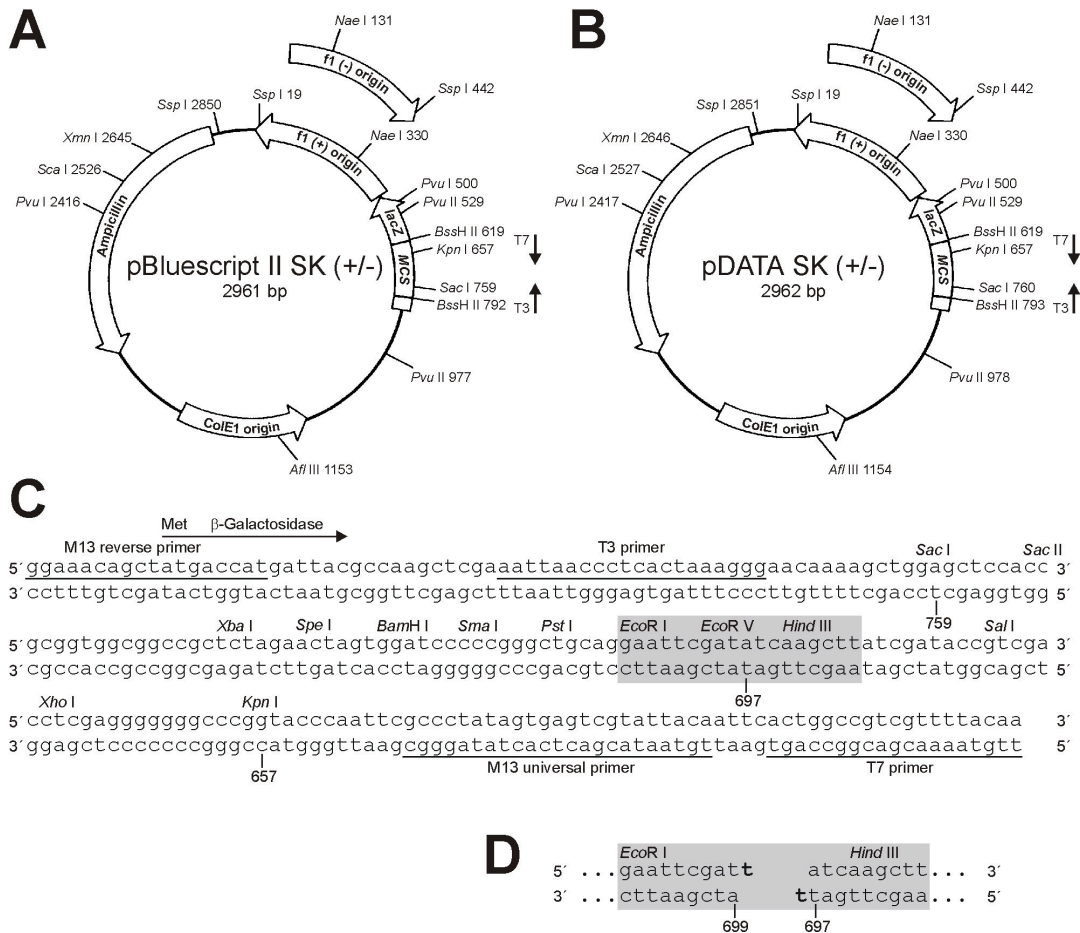 A
Nae I 131
f1 (-) origin
Ssp I 442
Ssp I 19
Ssp I 2850
Xmn I 2645
Sca I 2526
Pvu I 2416
Ampicillin
f1 (+) origin
Nae I 330
Pvu I 500
Pvu II 529
lacZ
BssH II 619
Kpn I 657
T7
MCS
Sac I 759
BssH II 792
T3
pBluescript II SK (+/-)
2961 bp
Pvu II 977
ColE1 origin
Afl III 1153
B
Nae I 131
f1 (-) origin
Ssp I 442
Ssp I 19
Ssp I 2851
Xmn I 2646
Sca I 2527
Pvu I 2417
Ampicillin
f1 (+) origin
Nae I 330
Pvu I 500
Pvu II 529
lacZ
BssH II 619
Kpn I 657
T7
MCS
Sac I 760
BssH II 793
T3
pDATA SK (+/-)
2962 bp
Pvu II 978
ColE1 origin
Afl III 1154
C
Met β-Galactosidase
M13 reverse primer T3 primer Sac I Sac II
5´ ggaaacagctatgaccatgattacgccaagctcgaaattaaccctcactaaagggaacaaaagctggagctccacc 3´
3´ cctttgtcgatactggtactaatgcggttcgagctttaattgggagtgatttcccttgttttcgacctcgaggtgg 5´
759
Xba I Spe I BamH I Sma I Pst I EcoR I EcoR V Hind III Sal I
5´ gcggtggcggccgctctagaactagtggatcccccgggctgcaggaattcgatatcaagcttatcgataccgtcga 3´
3´ cgccaccgccggcgagatcttgatcacctagggggcccgacgtccttaagctatagttcgaatagctatggcagct 5´
697
Xho I Kpn I
5´ cctcgagggggggcccggtacccaattcgccctatagtgagtcgtattacaattcactggccgtcgttttacaa 3´
3´ ggagctccccccccgggccatgggttaagcgggatatcactcagcataatgttaagtgaccggcagcaaaatgtt 5´
657
M13 universal primer T7 primer
D
EcoR I Hind III
5´ ...gaattcgatt atcaagctt... 3´
3´ ...cttaagcta ttagttcgaa... 5´
699 697